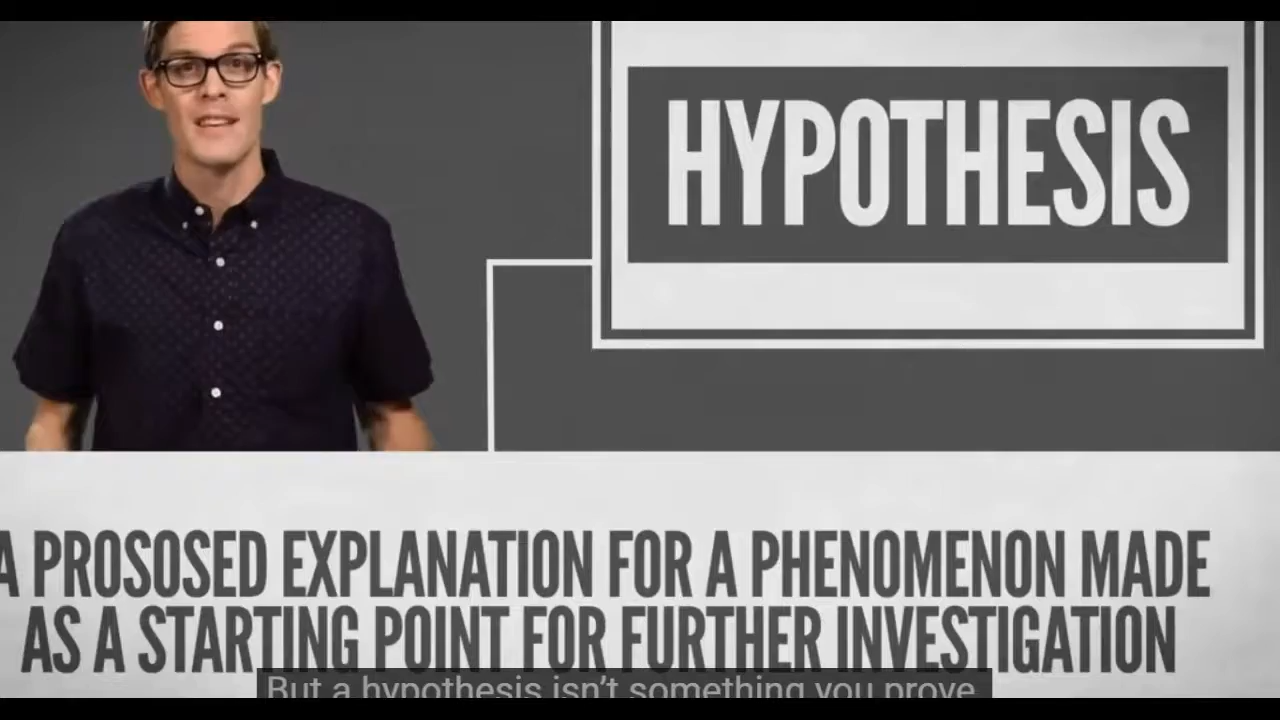 HYPOTHESIS
A PROSOSED EXPLANATION FOR A PHENOMENON MADE
AS A STARTING POINT FOR FURTHER INVESTIGATION
But a hypothesis isn't something you prove